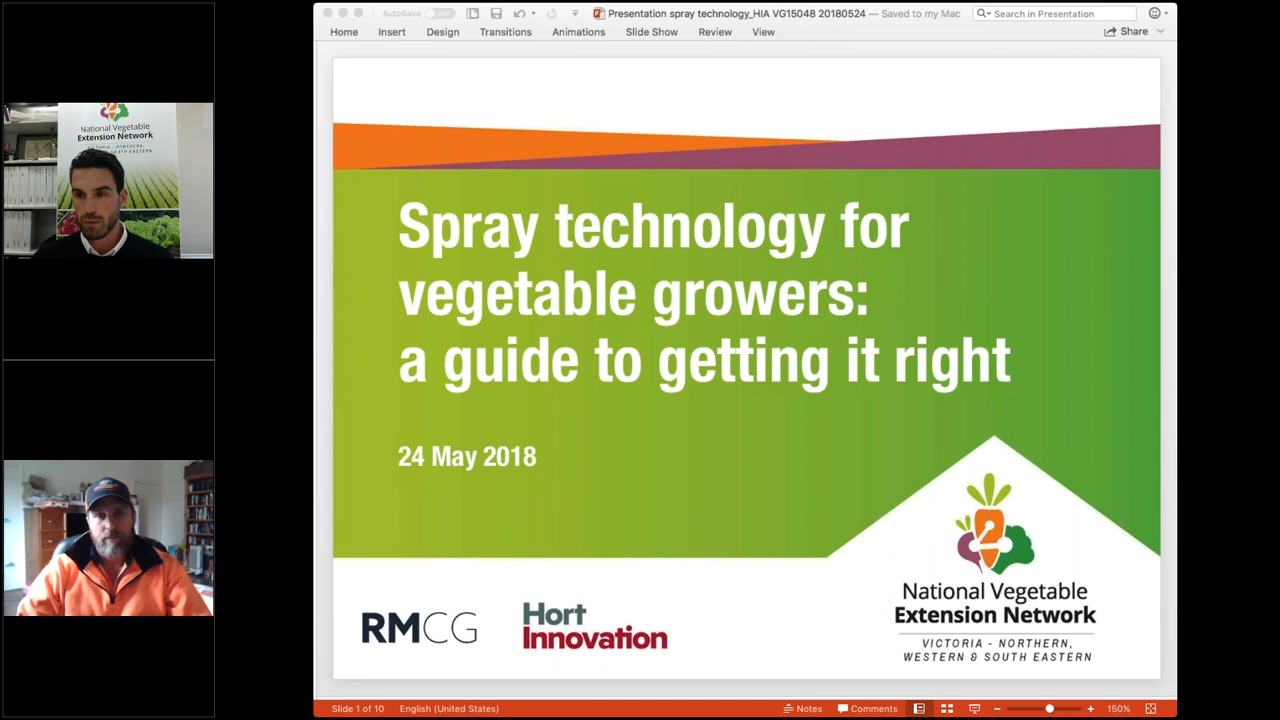 AutoSave OFF
Presentation spray technology_HIA VG15048 20180524 — Saved to my Mac
Search in Presentation
Home Insert Design Transitions Animations Slide Show Review View
Share
National Vegetable
Extension Network
Spray technology for
vegetable growers:
a guide to getting it right
24 May 2018
RMCG
Hort
Innovation
National Vegetable
Extension Network
VICTORIA - NORTHERN,
WESTERN & SOUTH EASTERN
Slide 1 of 10 English (United States) Notes Comments 150%